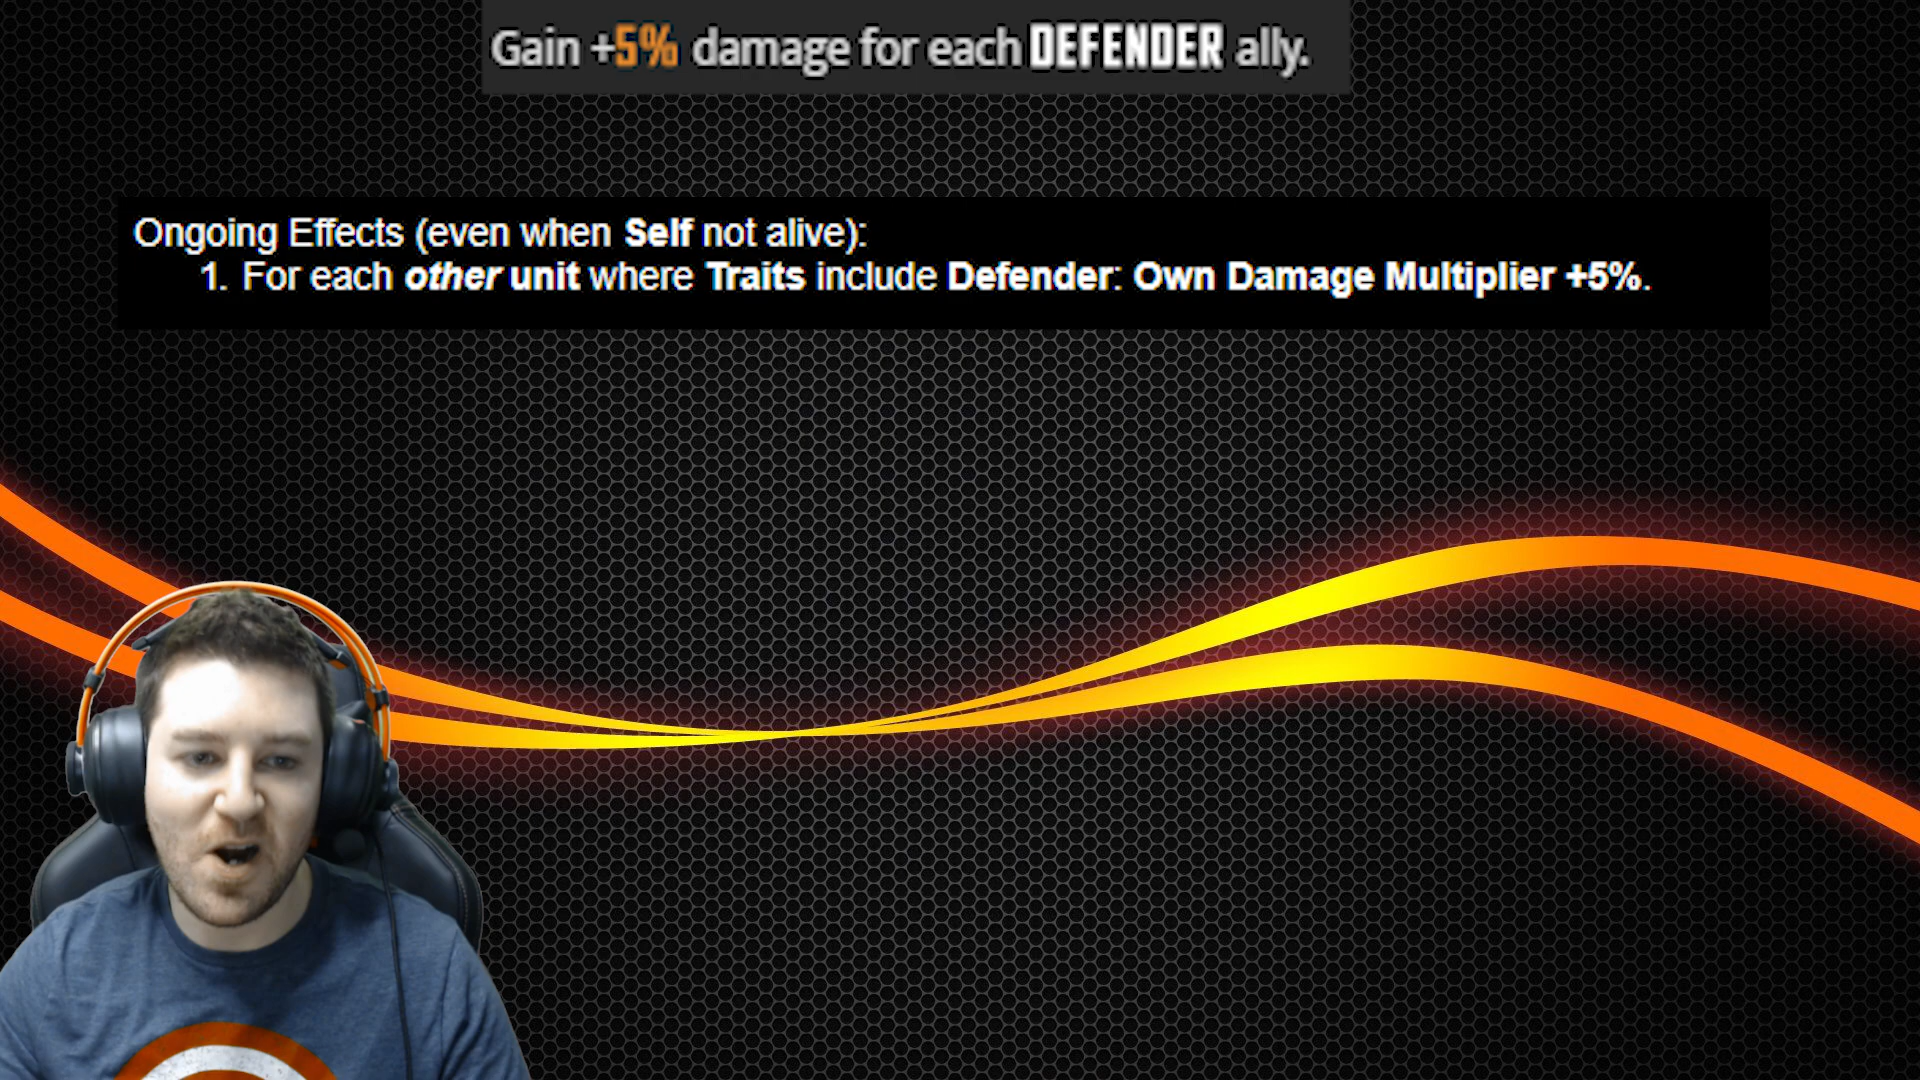 Gain +5% damage for each DEFENDER ally.
Ongoing Effects (even when Self not alive):
1. For each other unit where Traits include Defender: Own Damage Multiplier +5%.